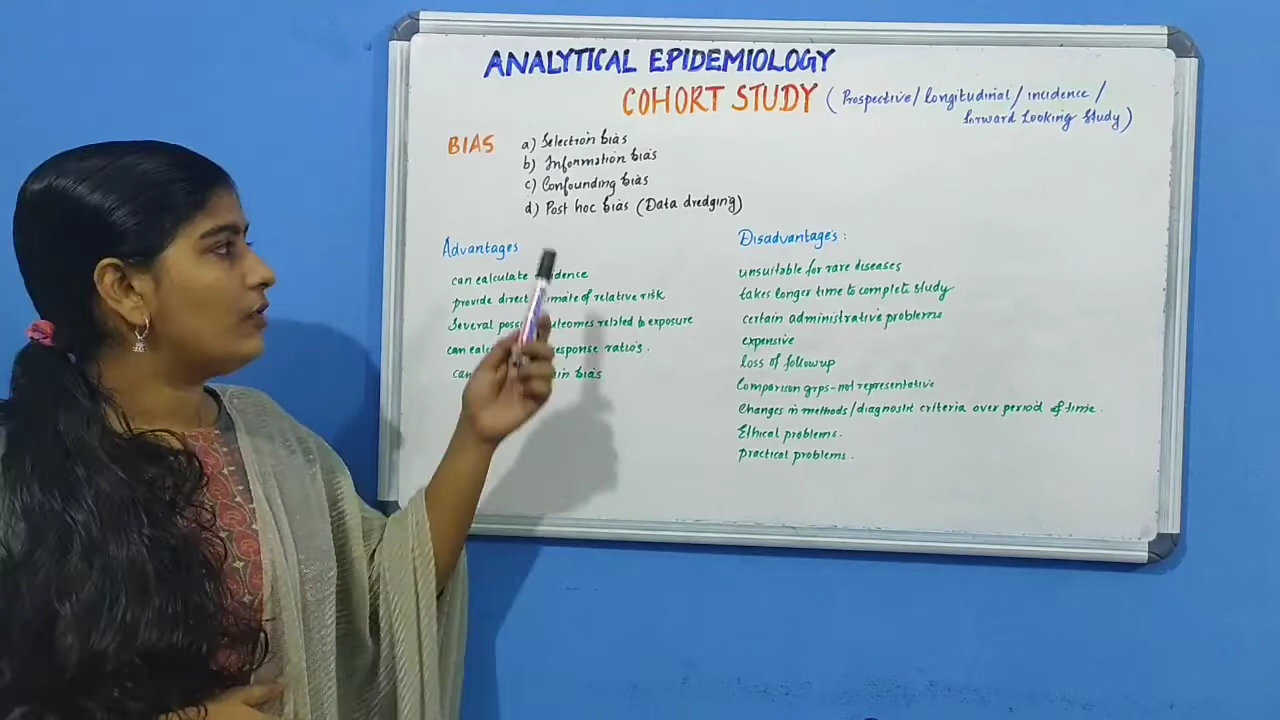 ANALYTICAL EPIDEMIOLOGY
COHORT STUDY (Prospective/longitudinal/incidence/
forward looking study)
BIAS
a) Selection bias
b) Information bias
c) Confounding bias
d) Post hoc bias (Data dredging)
Advantages
can calculate
provide direct of relative risk
Several outcomes related to exposure
can response ratios.
can bias
Disadvantages:
unsuitable for rare diseases
takes longer time to complete study
certain administrative problems
expensive
loss of followup
Comparison grps-not representative
Changes in methods/diagnostic criteria over period of time.
Ethical problems.
practical problems.